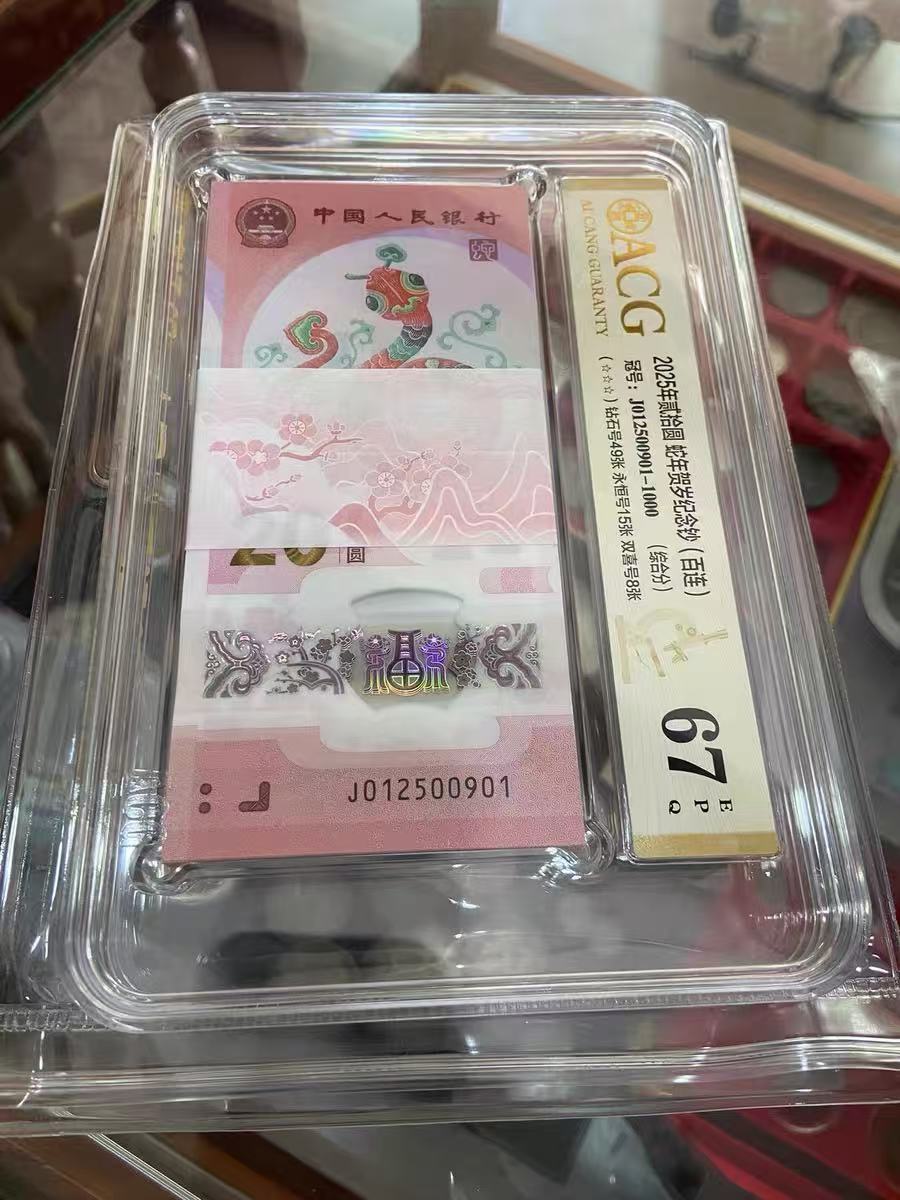 中国人民银行
20
圆
J012500901
ACG
AI CANG GUARANTY
2025年贰拾圆 蛇年贺岁纪念钞（百连）
冠号：J012500901-1000 （综合分）
（☆☆☆）钻石号49张 永恒号15张 双喜号8张
67
E
P
Q